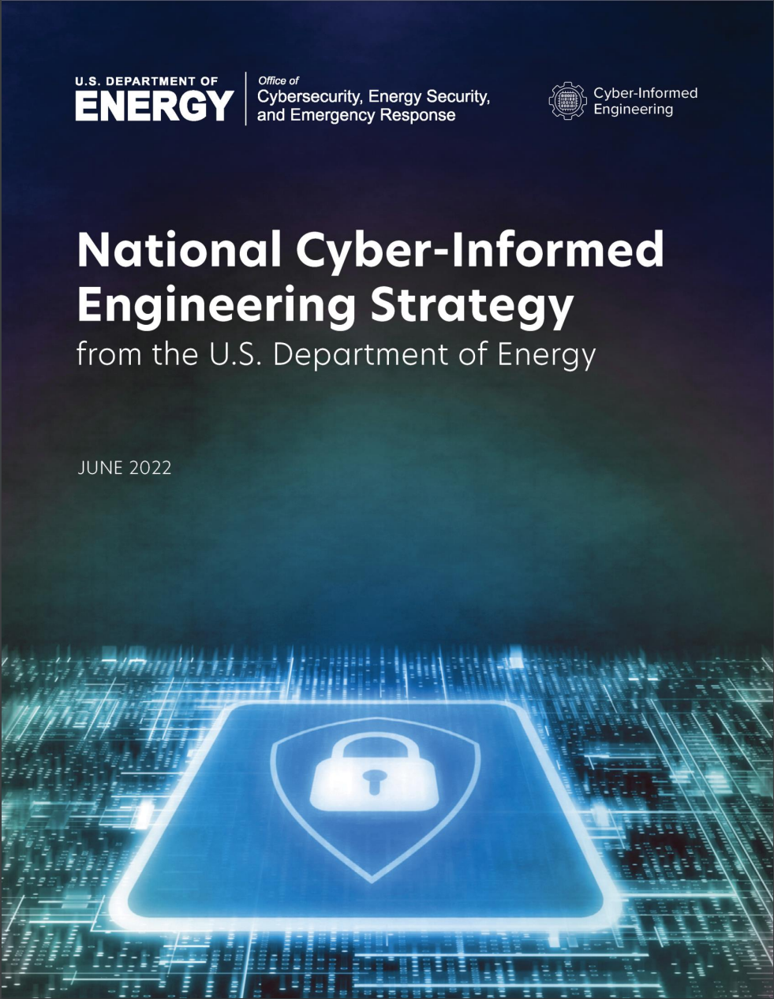 U.S. DEPARTMENT OF
ENERGY
Office of
Cybersecurity, Energy Security,
and Emergency Response
Cyber-Informed
Engineering
National Cyber-Informed
Engineering Strategy
from the U.S. Department of Energy
JUNE 2022